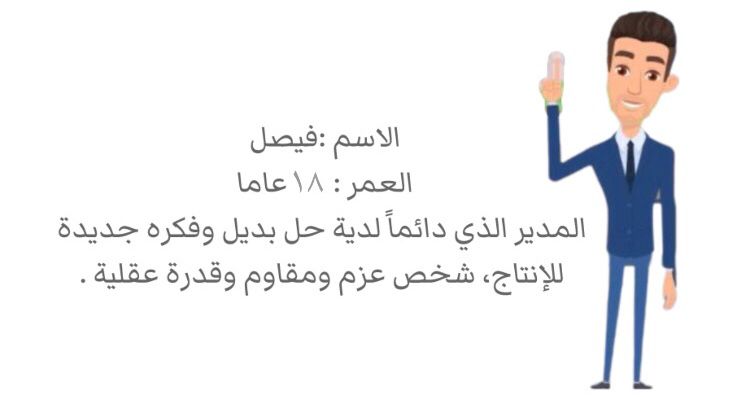 الاسم :فيصل
العمر : ١٨ عاما
المدير الذي دائماً لدية حل بديل وفكره جديدة
للإنتاج، شخص عزم ومقاوم وقدرة عقلية .